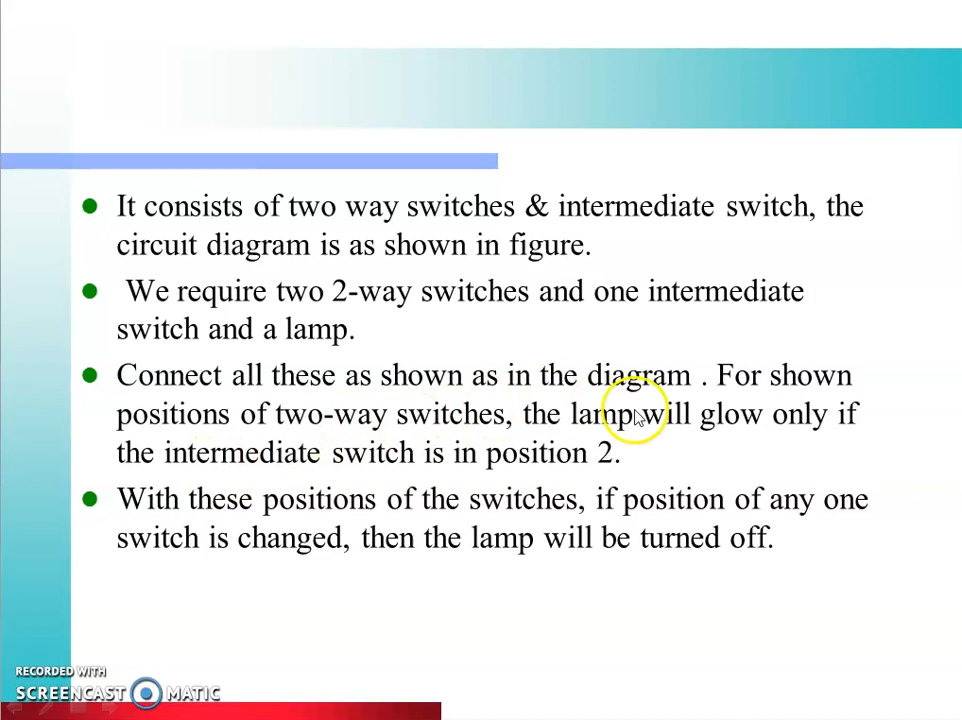 It consists of two way switches & intermediate switch, the
circuit diagram is as shown in figure.
We require two 2-way switches and one intermediate
switch and a lamp.
Connect all these as shown as in the diagram . For shown
positions of two-way switches, the lamp will glow only if
the intermediate switch is in position 2.
With these positions of the switches, if position of any one
switch is changed, then the lamp will be turned off.
RECORDED WITH
SCREENCAST MATIC